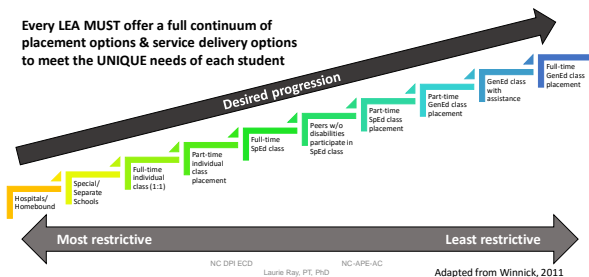 Every LEA MUST offer a full continuum of
placement options & service delivery options
to meet the UNIQUE needs of each student
Desired progression
Hospitals/
Homebound
Special/
Separate
Schools
Full-time
individual
class (1:1)
Part-time
individual
class
placement
Full-time
SpEd class
Peers w/o
disabilities
participate in
SpEd class
Part-time
SpEd class
placement
Part-time
GenEd class
placement
GenEd class
with
assistance
Full-time
GenEd class
placement
Most restrictive
Least restrictive
NC DPI ECD
NC-APE-AC
Laurie Ray, PT, PhD
Adapted from Winnick, 2011